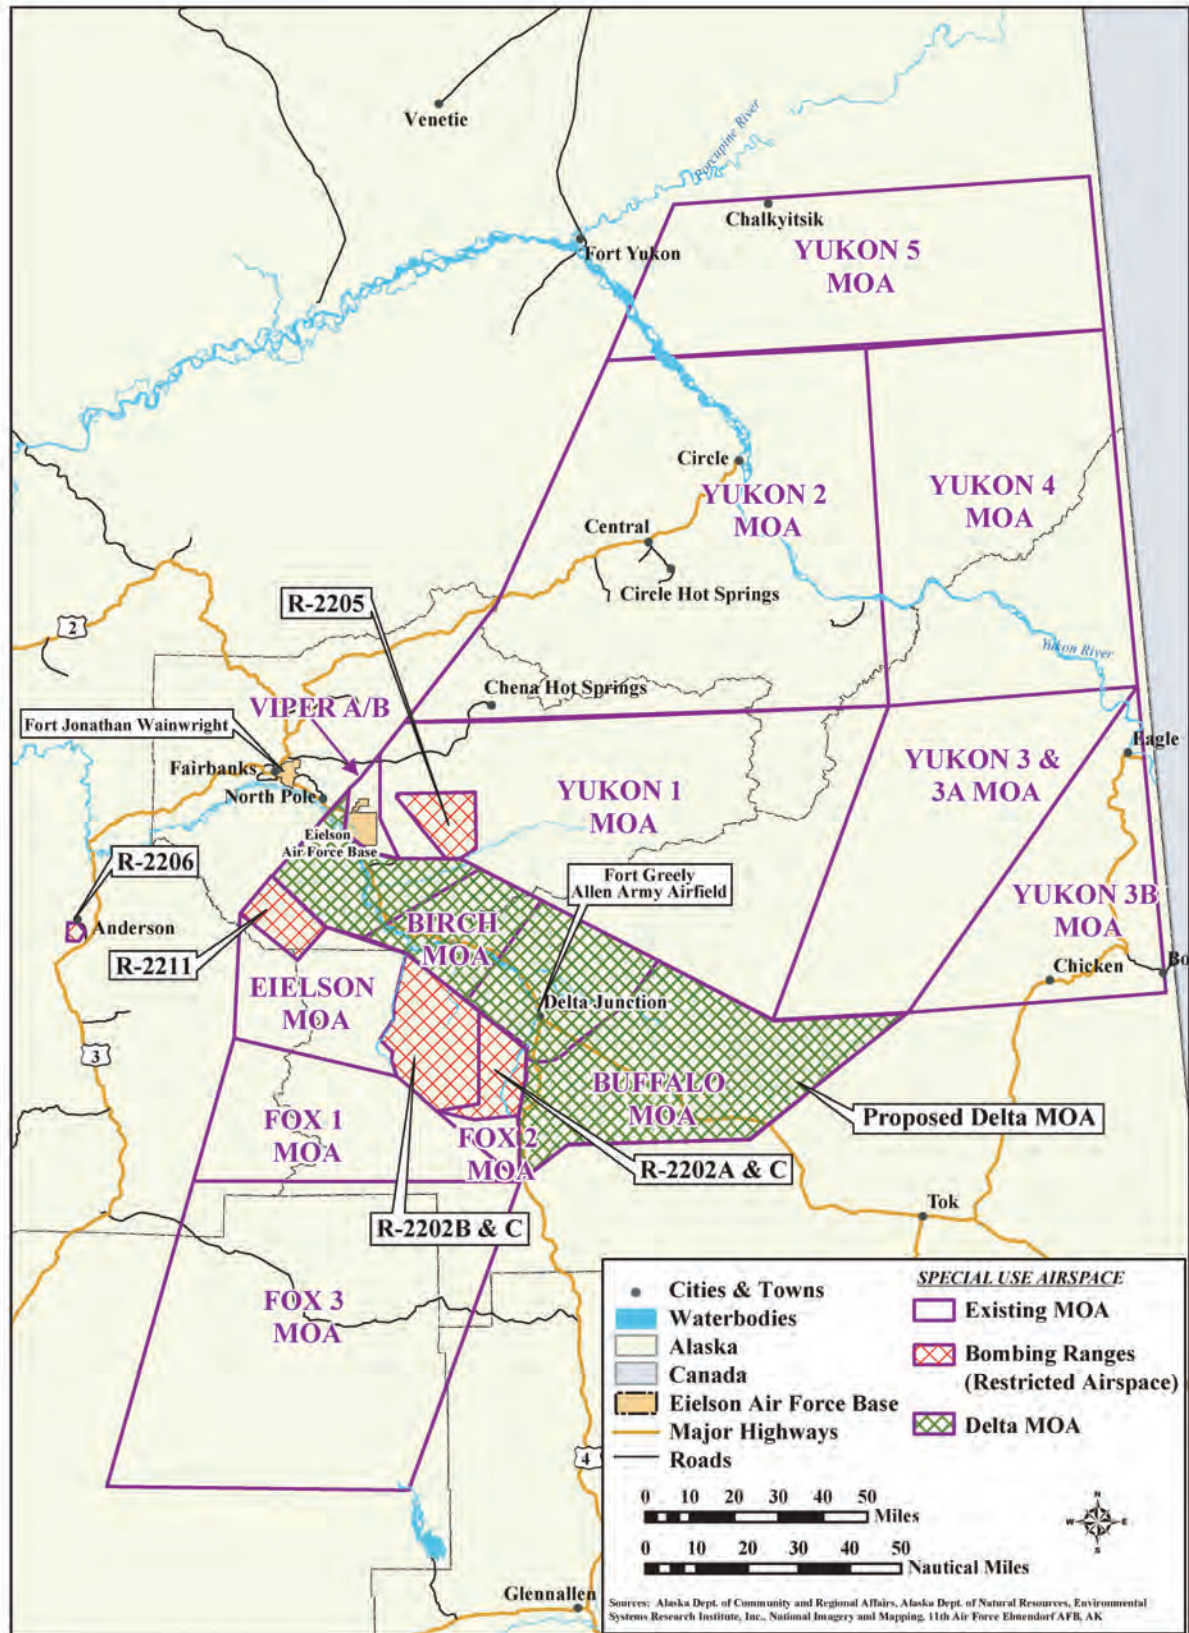 Venetie
Porcupine River
Chalkyitsik
Fort Yukon
YUKON 5
MOA
Circle
YUKON 2
MOA
YUKON 4
MOA
Central
Circle Hot Springs
R-2205
2
Yukon River
Chena Hot Springs
VIPER A/B
Fort Jonathan Wainwright
Eagle
Fairbanks
YUKON 3 &
3A MOA
North Pole
YUKON 1
MOA
Eielson
Air Force Base
R-2206
Fort Greely
Allen Army Airfield
Anderson
BIRCH
MOA
YUKON 3B
MOA
R-2211
Bo
Chicken
EIELSON
MOA
Delta Junction
3
BUFFALO
MOA
Proposed Delta MOA
FOX 1
MOA
FOX 2
MOA
R-2202A & C
Tok
R-2202B & C
FOX 3
MOA
4
Glennallen
Cities & Towns
Waterbodies
Alaska
Canada
Eielson Air Force Base
Major Highways
Roads
SPECIAL USE AIRSPACE
Existing MOA
Bombing Ranges
(Restricted Airspace)
Delta MOA
0 10 20 30 40 50
Miles
0 10 20 30 40 50
Nautical Miles
N
W E
S
Sources: Alaska Dept. of Community and Regional Affairs, Alaska Dept. of Natural Resources, Environmental
Systems Research Institute, Inc., National Imagery and Mapping, 11th Air Force Elmendorf AFB, AK